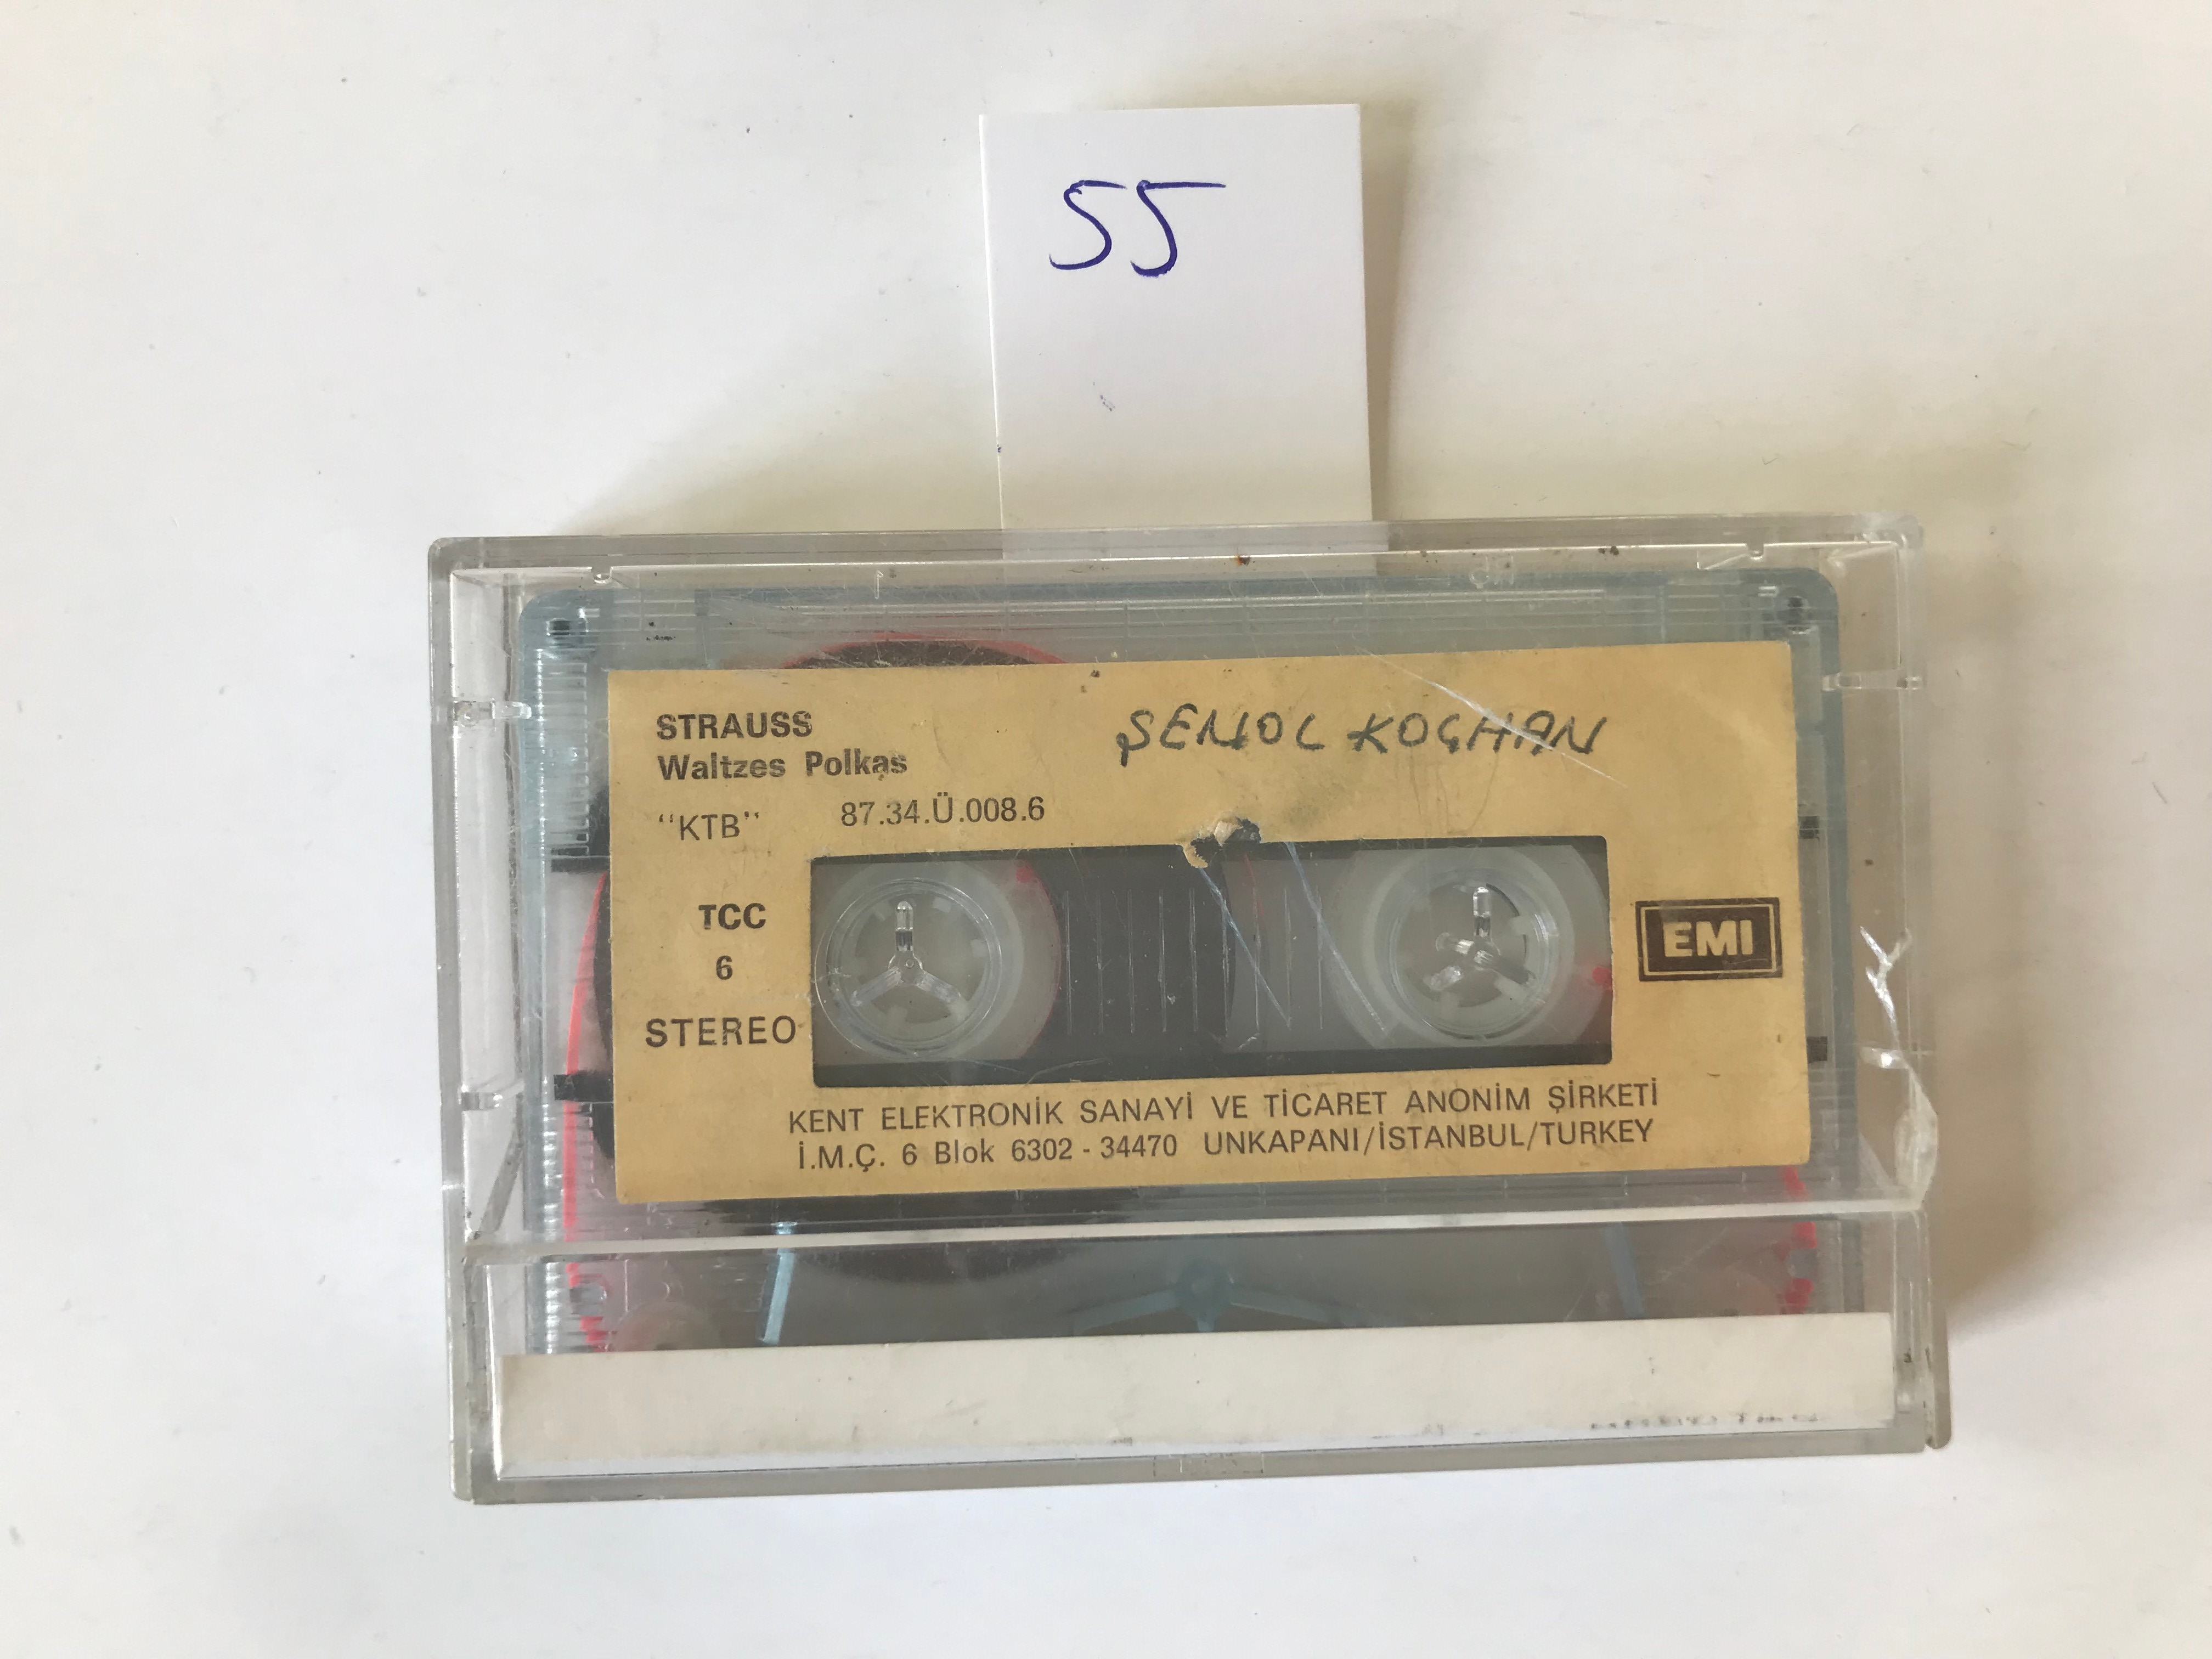 55
STRAUSS
Waltzes Polkas
ŞENOL KOÇHAN
"KTB" 87.34.Ü.008.6
TCC
6
STEREO
EMI
KENT ELEKTRONİK SANAYİ VE TİCARET ANONİM ŞİRKETİ
İ.M.Ç. 6 Blok 6302 - 34470 UNKAPANI/İSTANBUL/TURKEY